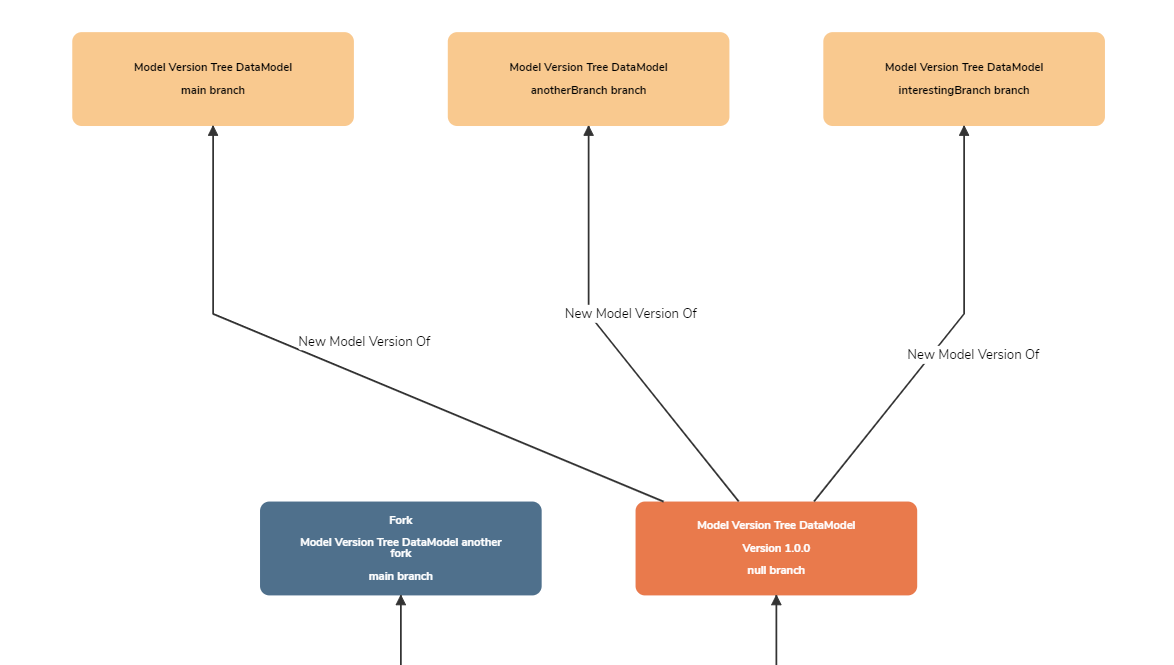 Model Version Tree DataModel
main branch
Model Version Tree DataModel
anotherBranch branch
Model Version Tree DataModel
interestingBranch branch
New Model Version Of
New Model Version Of
New Model Version Of
Fork
Model Version Tree DataModel another
fork
main branch
Model Version Tree DataModel
Version 1.0.0
null branch